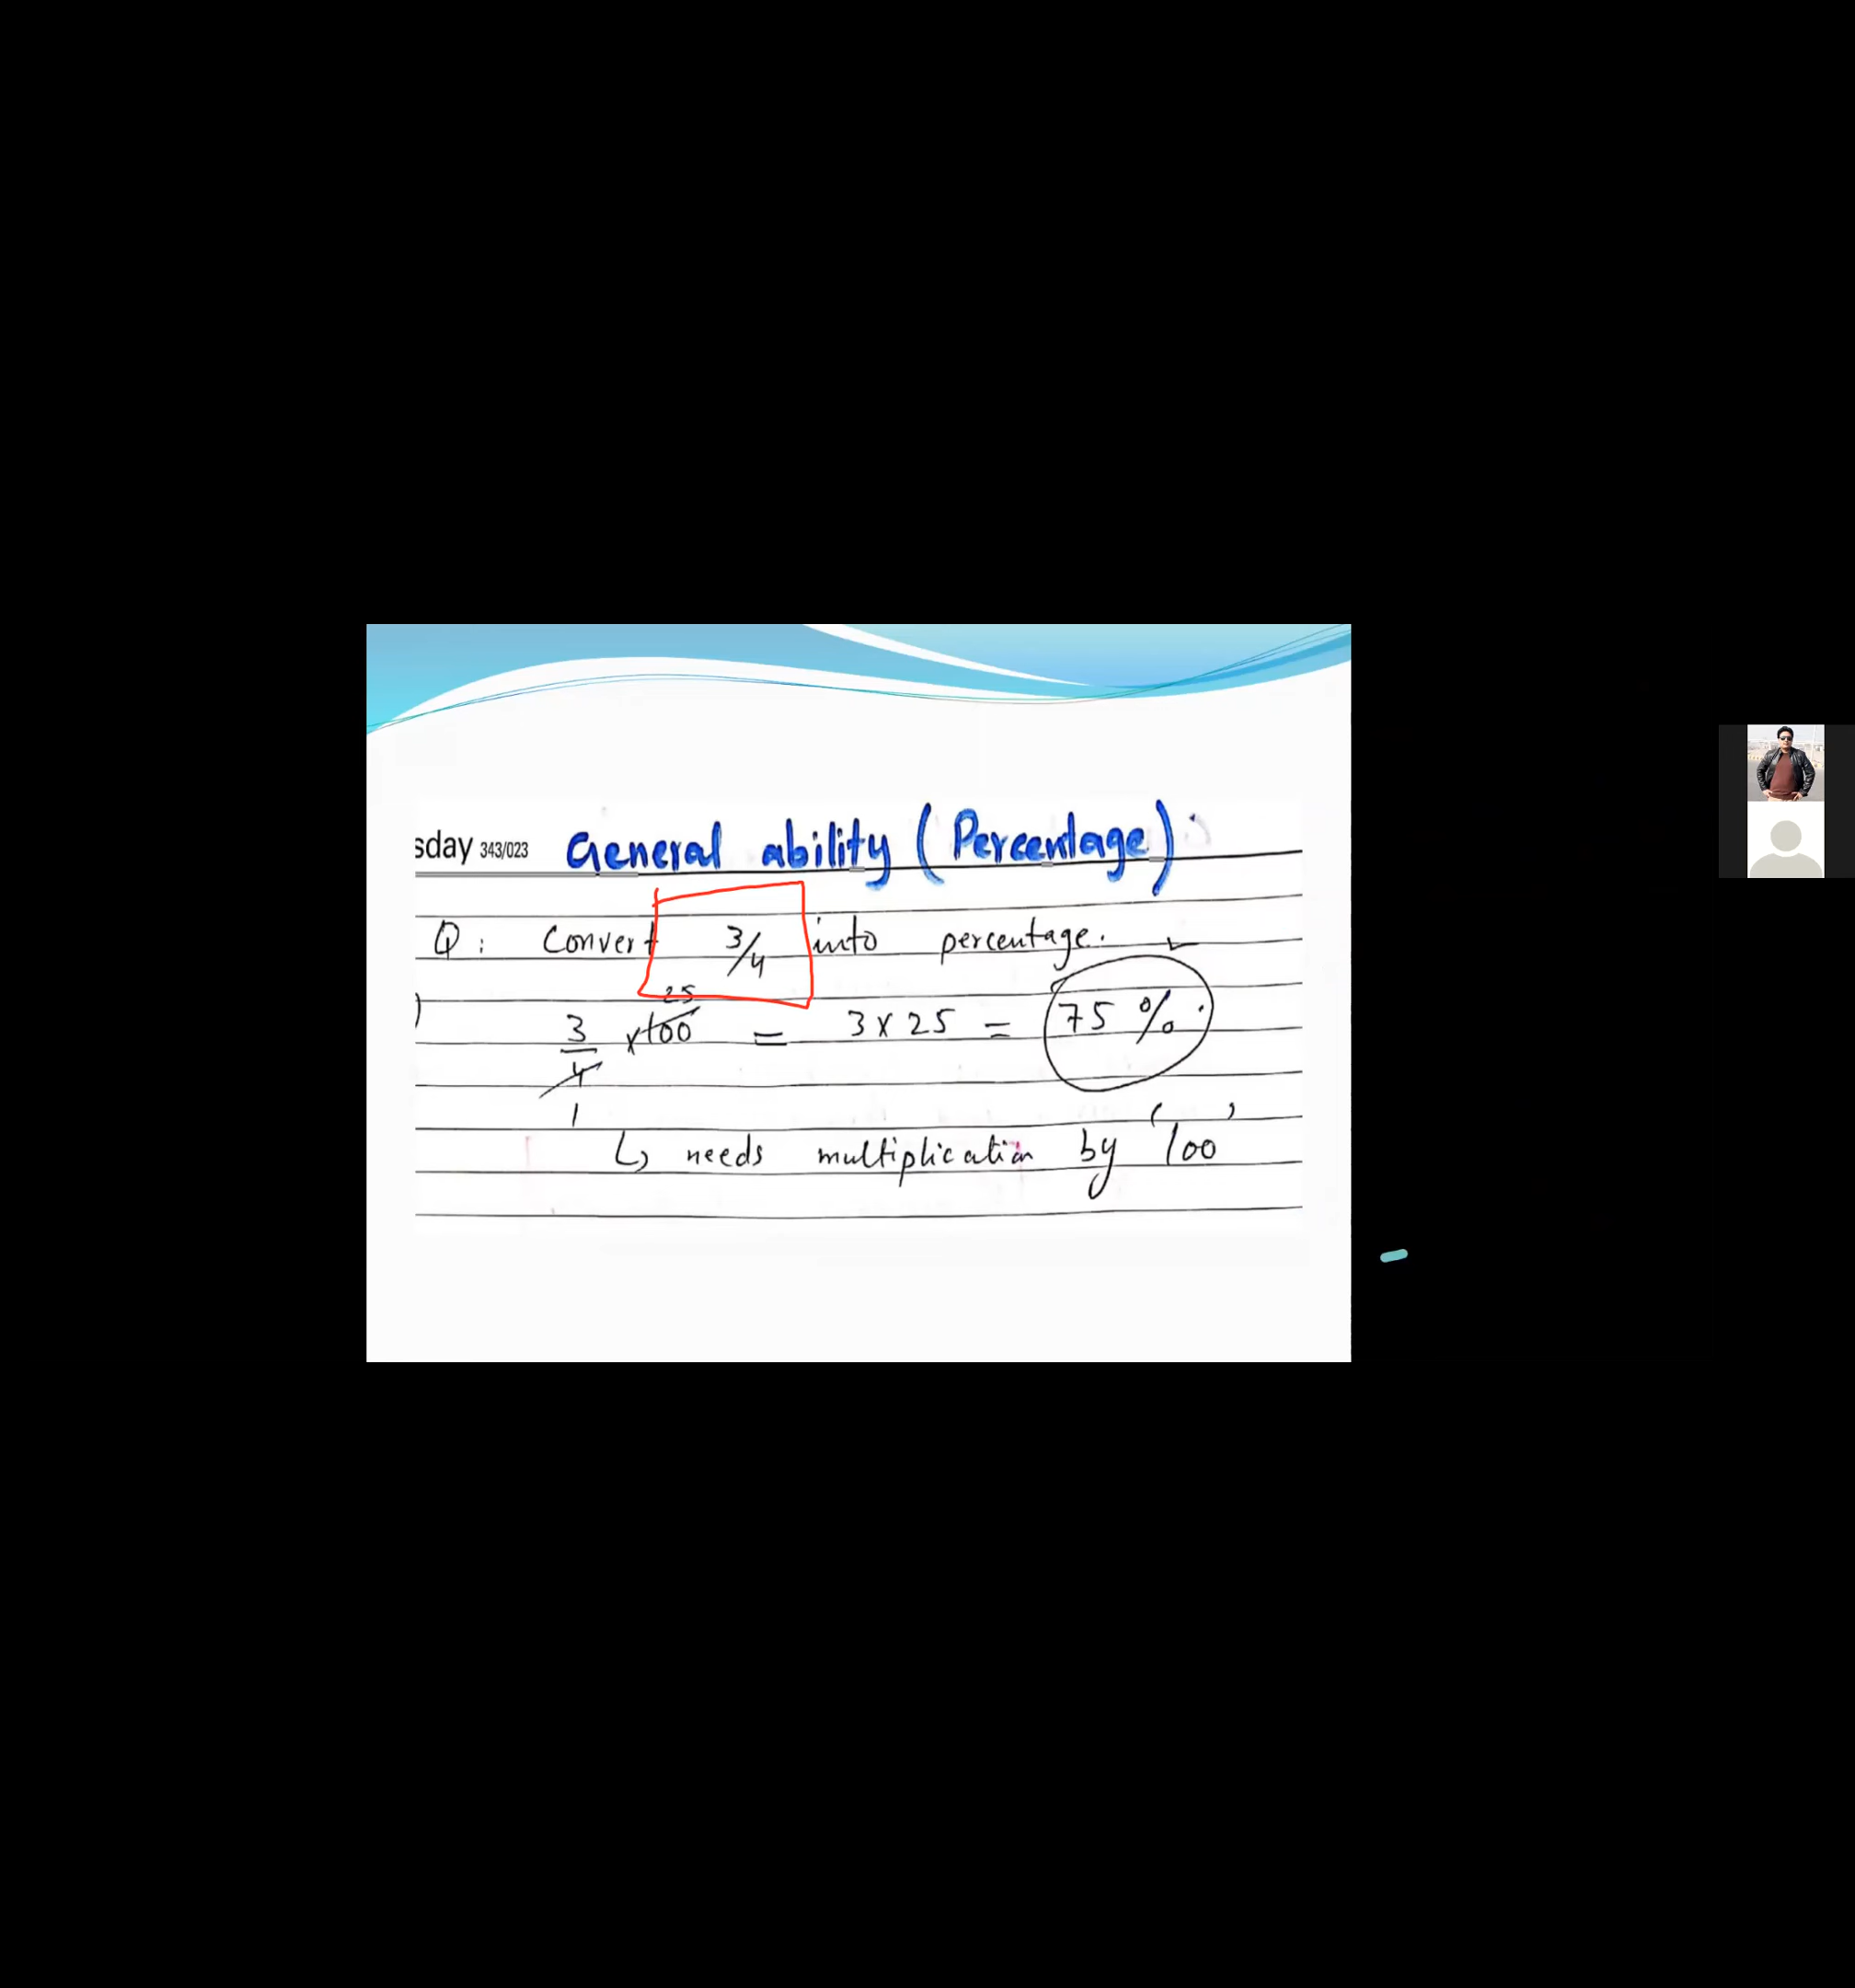 sday 343/023 General ability (Percentage):
Q: Convert 3/4 into percentage.
3/4 x 100 25 = 3 x 25 = 75 %.
1
↳ needs multiplication by '100'